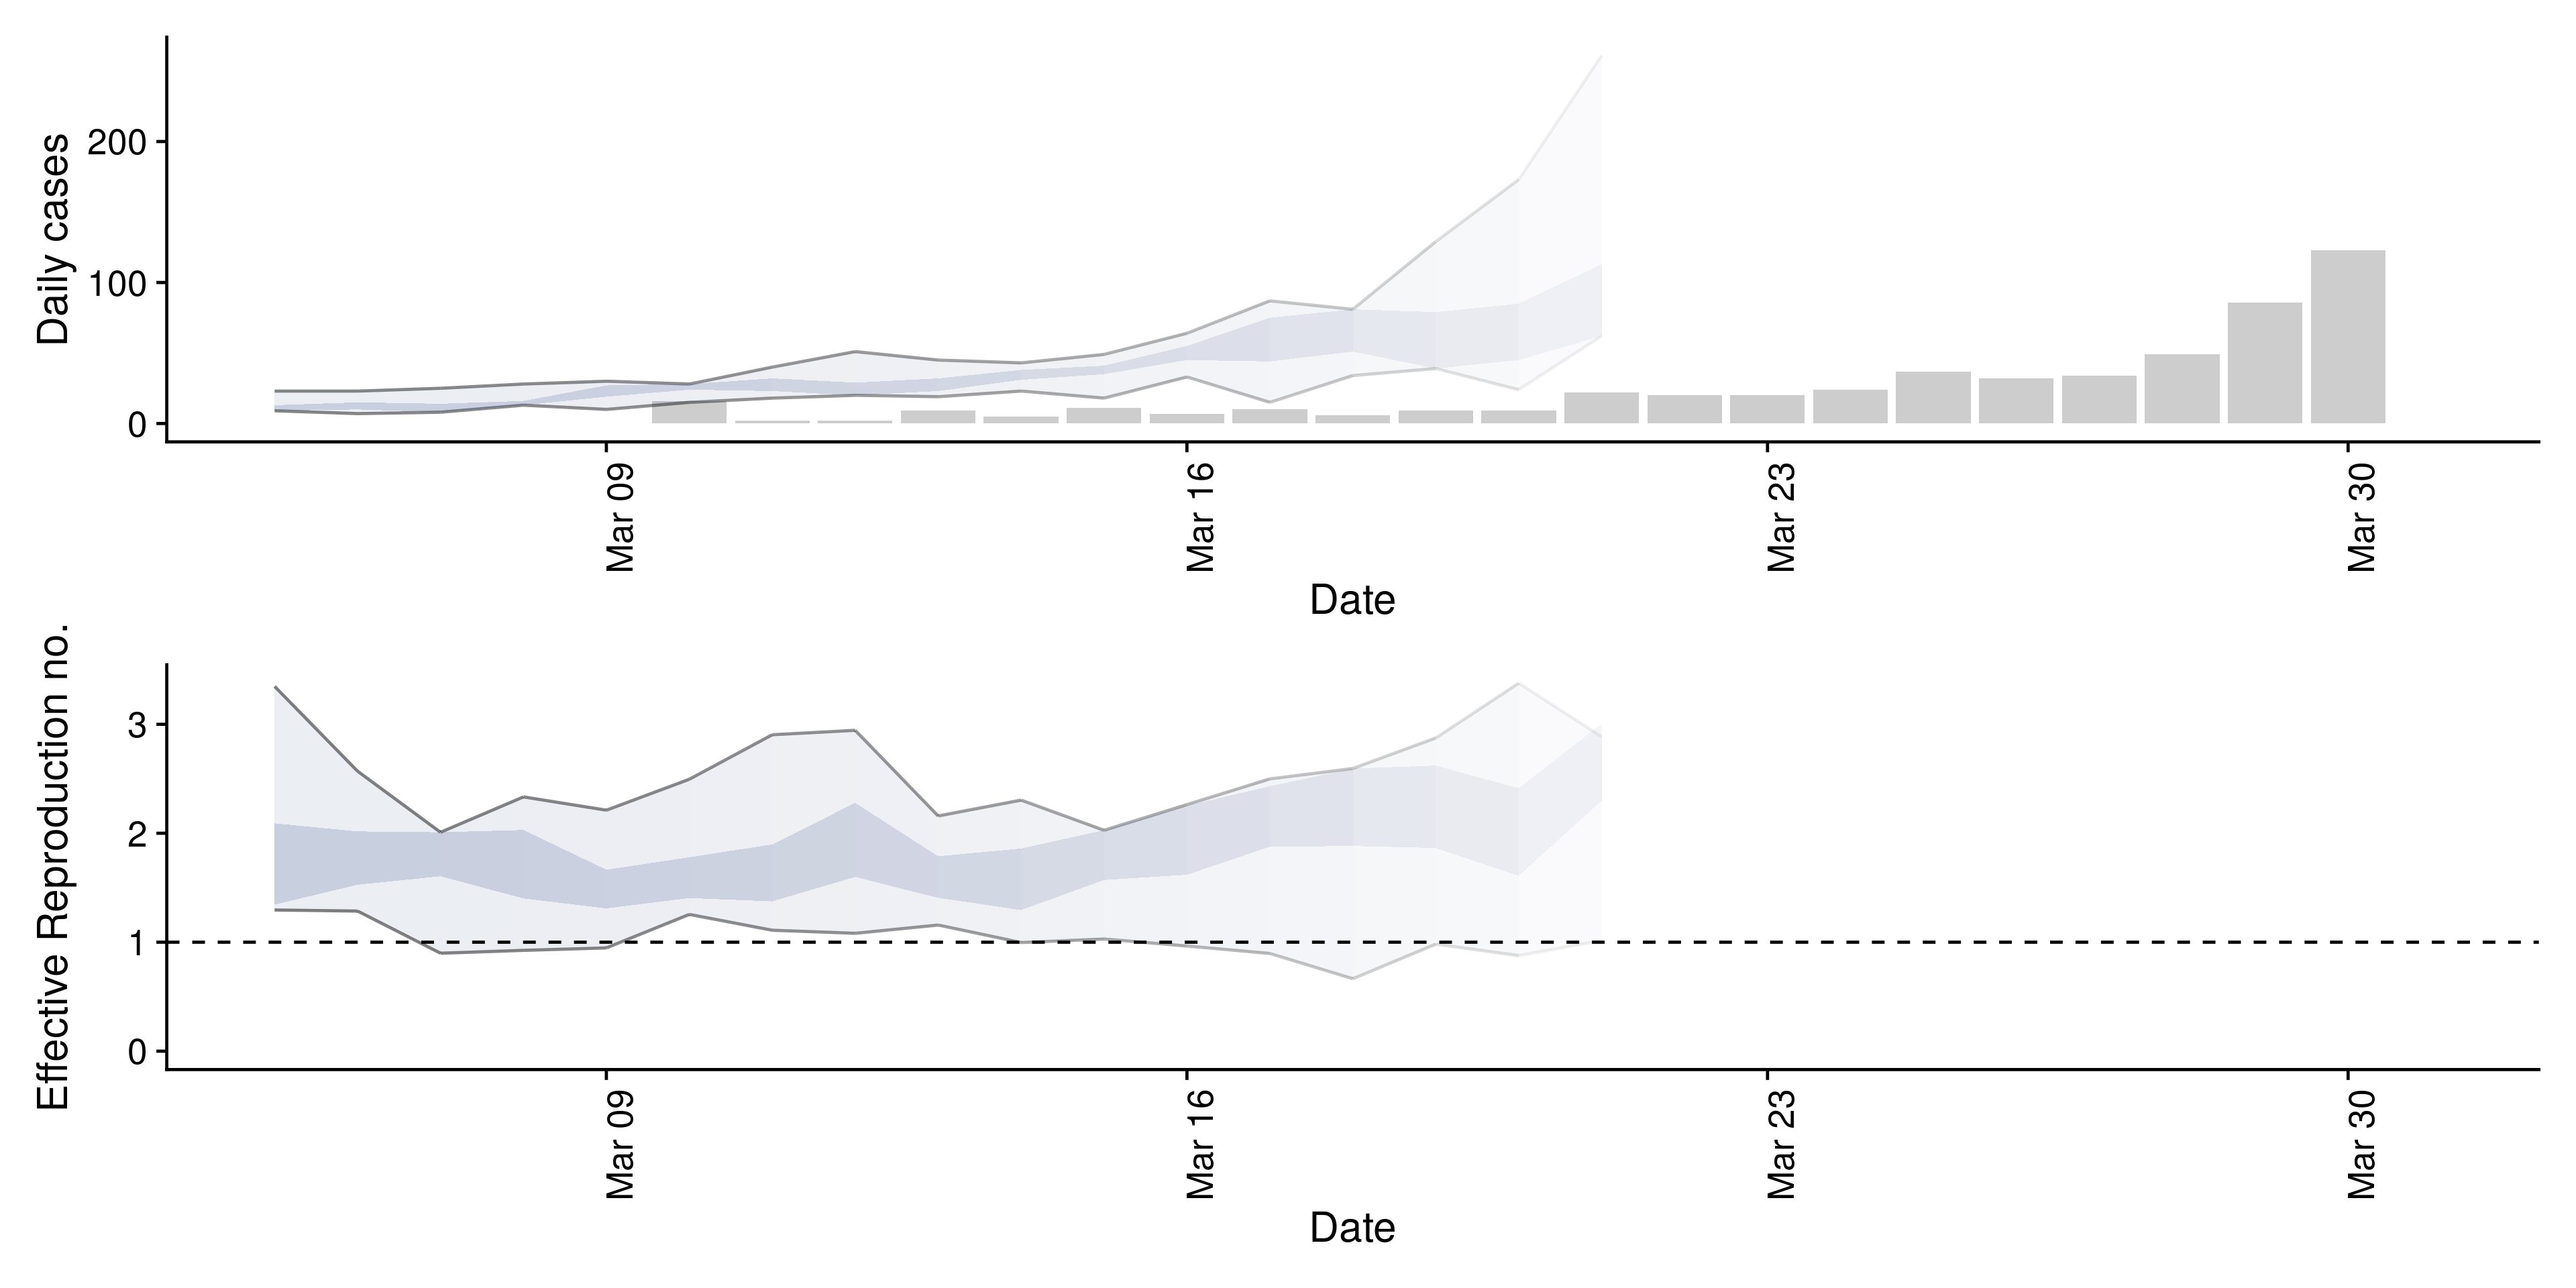 Daily cases
200
100
0
Mar 09
Mar 16
Mar 23
Mar 30
Date
Effective Reproduction no.
3
2
1
0
Mar 09
Mar 16
Mar 23
Mar 30
Date